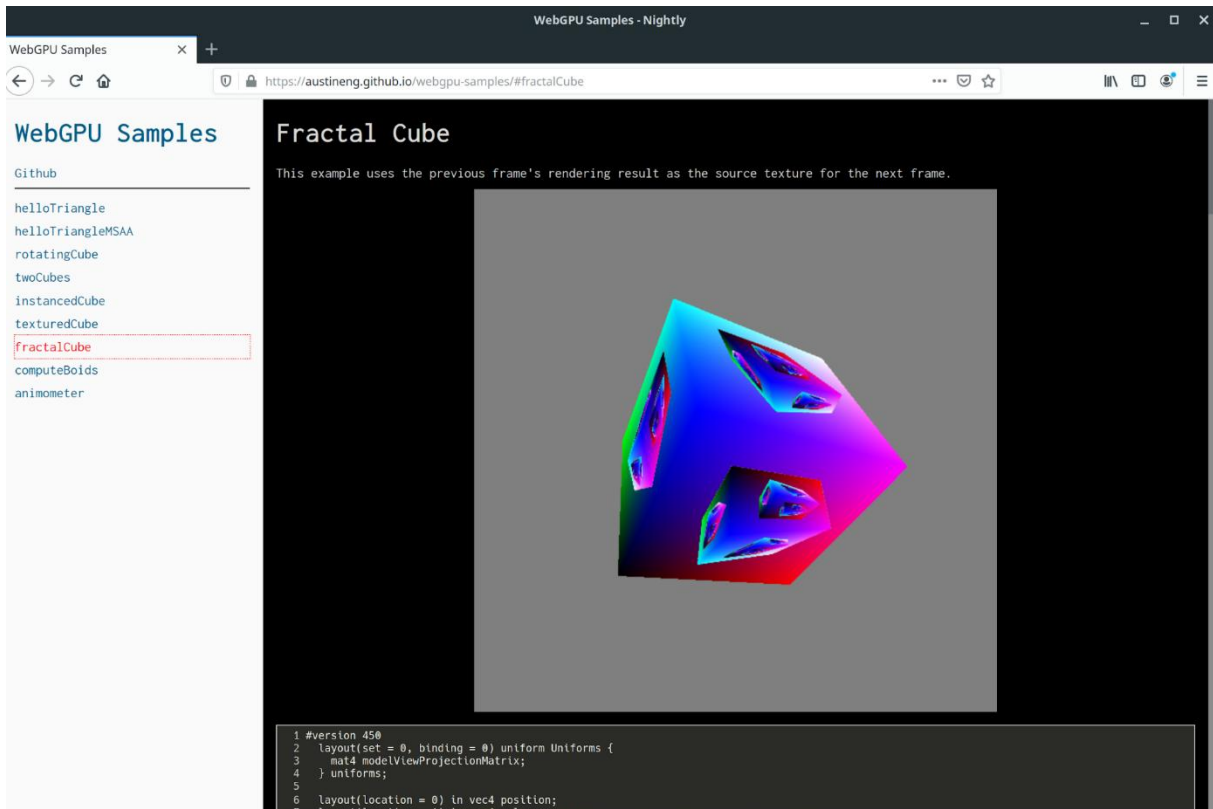 WebGPU Samples - Nightly
WebGPU Samples
https://austineng.github.io/webgpu-samples/#fractalCube
WebGPU Samples
Github
helloTriangle
helloTriangleMSAA
rotatingCube
twoCubes
instancedCube
texturedCube
fractalCube
computeBoids
animometer
Fractal Cube
This example uses the previous frame's rendering result as the source texture for the next frame.
1 #version 450
2 layout(set = 0, binding = 0) uniform Uniforms {
3 mat4 modelViewProjectionMatrix;
4 } uniforms;
5
6 layout(location = 0) in vec4 position;